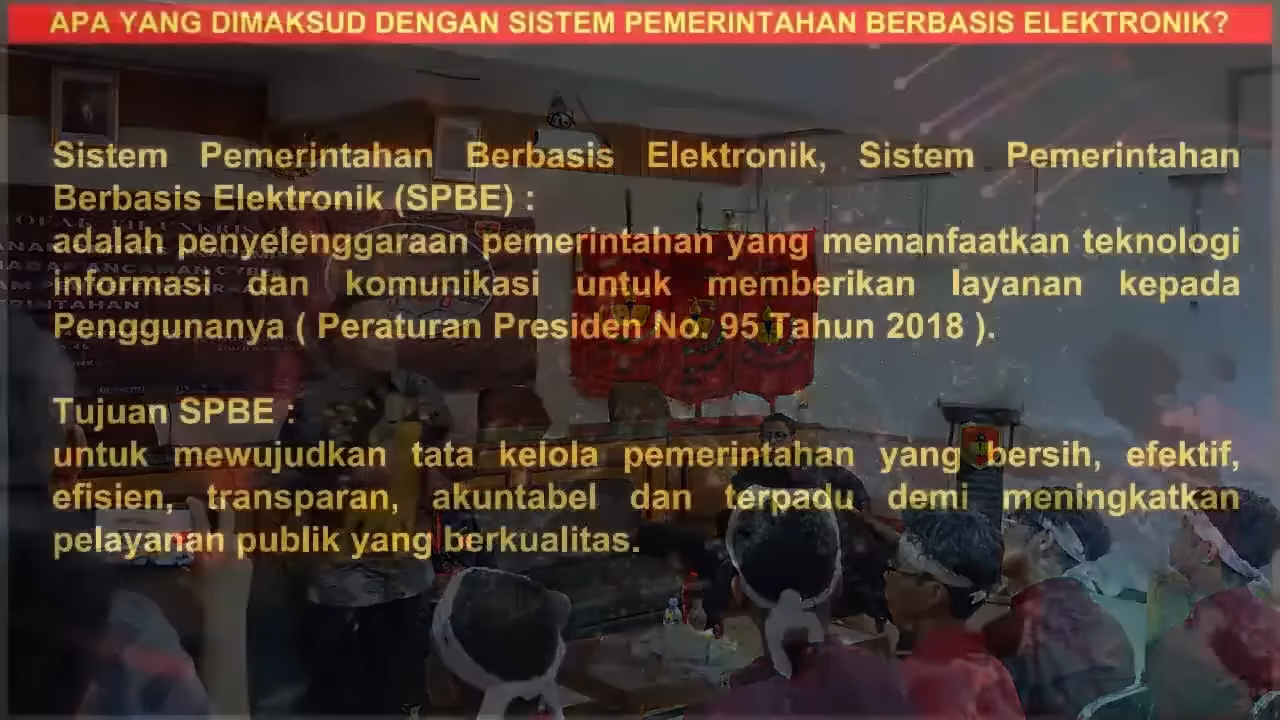 APA YANG DIMAKSUD DENGAN SISTEM PEMERINTAHAN BERBASIS ELEKTRONIK?
Sistem Pemerintahan Berbasis Elektronik, Sistem Pemerintahan
Berbasis Elektronik (SPBE) :
adalah penyelenggaraan pemerintahan yang memanfaatkan teknologi
informasi dan komunikasi untuk memberikan layanan kepada
Penggunanya ( Peraturan Presiden No. 95 Tahun 2018 ).
Tujuan SPBE :
untuk mewujudkan tata kelola pemerintahan yang bersih, efektif,
efisien, transparan, akuntabel dan terpadu demi meningkatkan
pelayanan publik yang berkualitas.